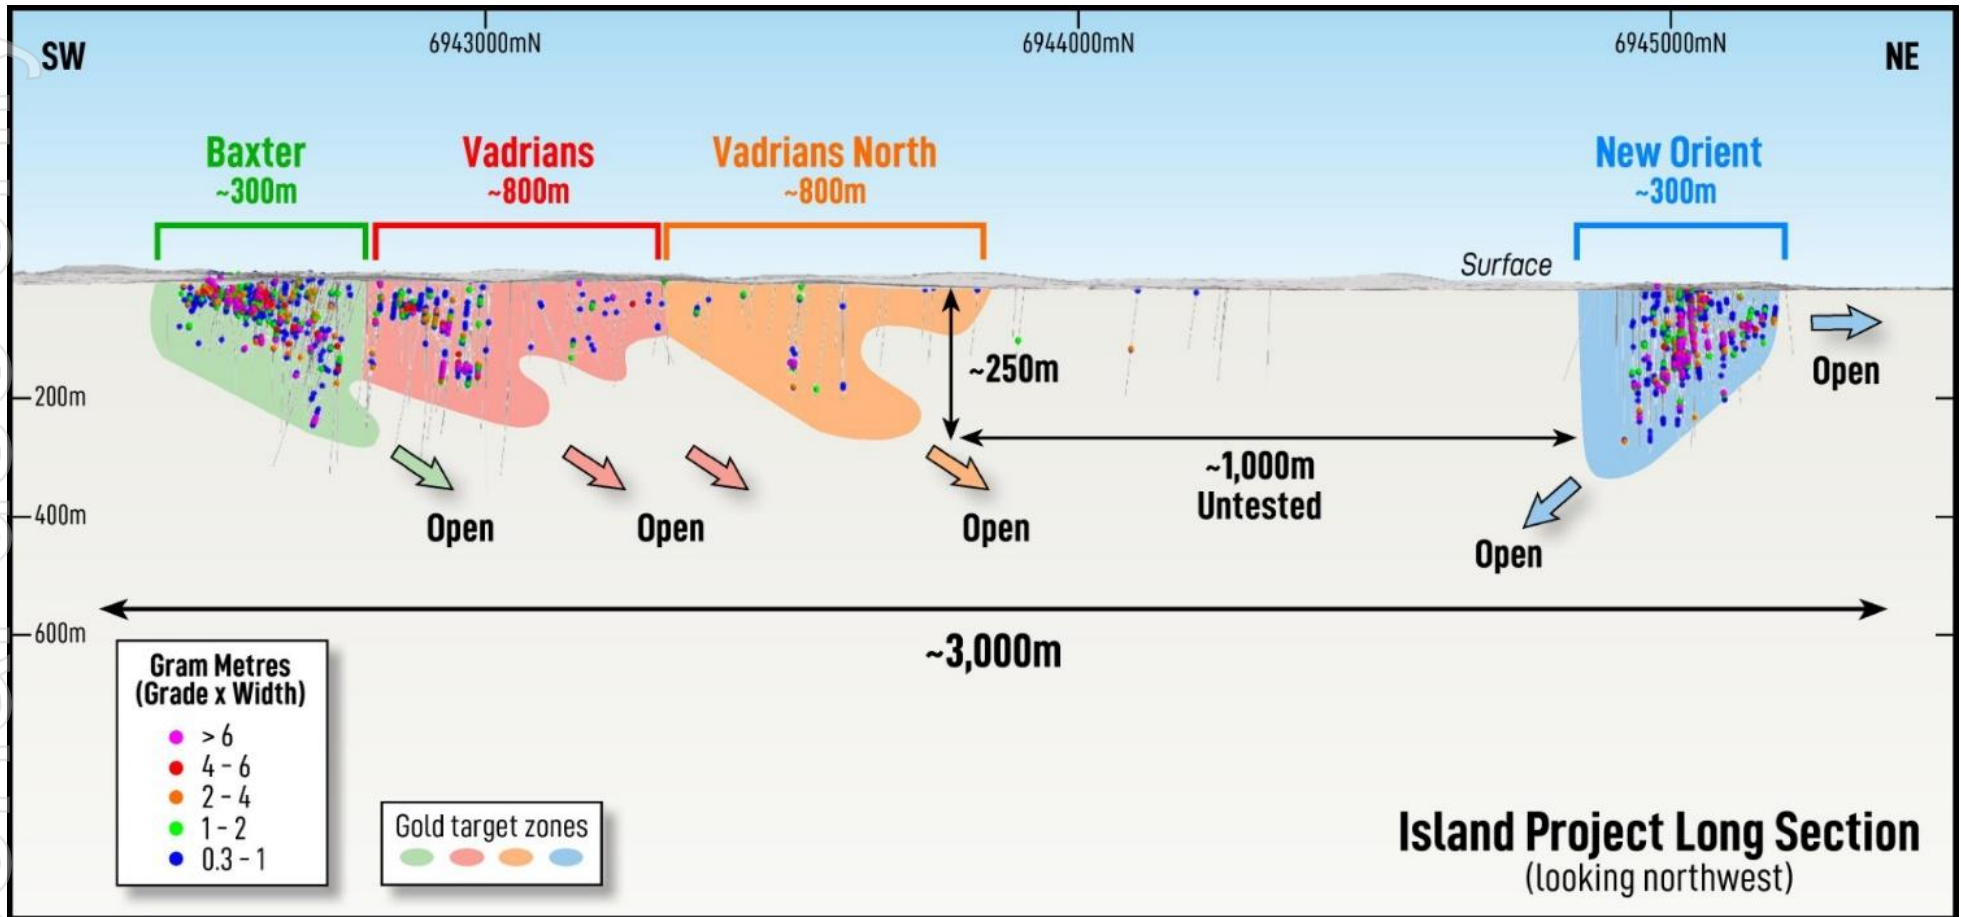 6943000mN
6944000mN
6945000mN
SW
NE
Baxter
~300m
Vadrians
~800m
Vadrians North
~800m
New Orient
~300m
Surface
~250m
Open
200m
~1,000m
Untested
400m
Open
Open
Open
Open
600m
~3,000m
Gram Metres
(Grade x Width)
> 6
4 - 6
2 - 4
1 - 2
0.3 - 1
Gold target zones
Island Project Long Section
(looking northwest)